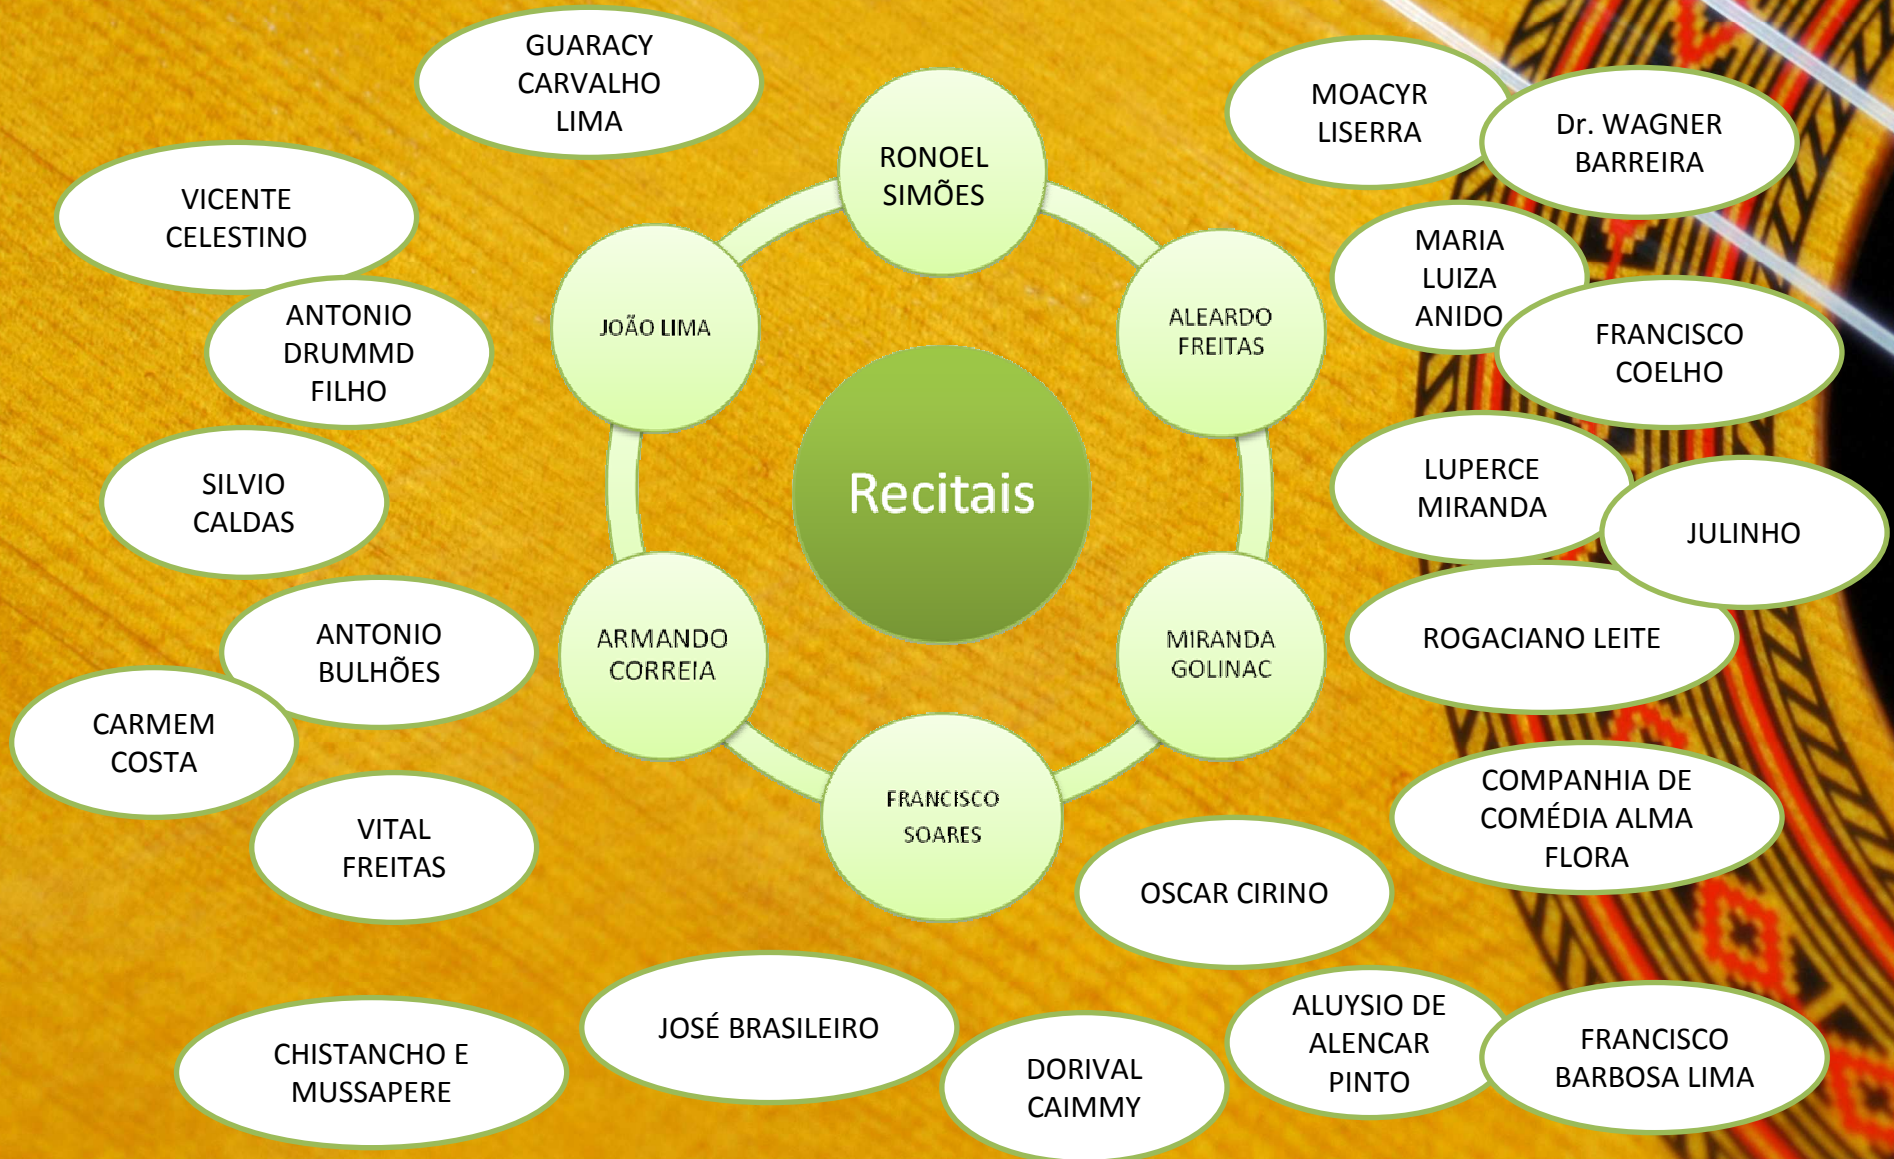 GUARACY
CARVALHO
LIMA
RONOEL
SIMÕES
MOACYR
LISERRA
Dr. WAGNER
BARREIRA
VICENTE
CELESTINO
MARIA
LUIZA
ANIDO
JOÃO LIMA
ALEARDO
FREITAS
ANTONIO
DRUMMD
FILHO
FRANCISCO
COELHO
SILVIO
CALDAS
Recitais
LUPERCE
MIRANDA
JULINHO
ANTONIO
BULHÕES
ARMANDO
CORREIA
MIRANDA
GOLINAC
ROGACIANO LEITE
CARMEM
COSTA
VITAL
FREITAS
FRANCISCO
SOARES
COMPANHIA DE
COMÉDIA ALMA
FLORA
OSCAR CIRINO
CHISTANCHO E
MUSSAPERE
JOSÉ BRASILEIRO
DORIVAL
CAIMMY
ALUYSIO DE
ALENCAR
PINTO
FRANCISCO
BARBOSA LIMA